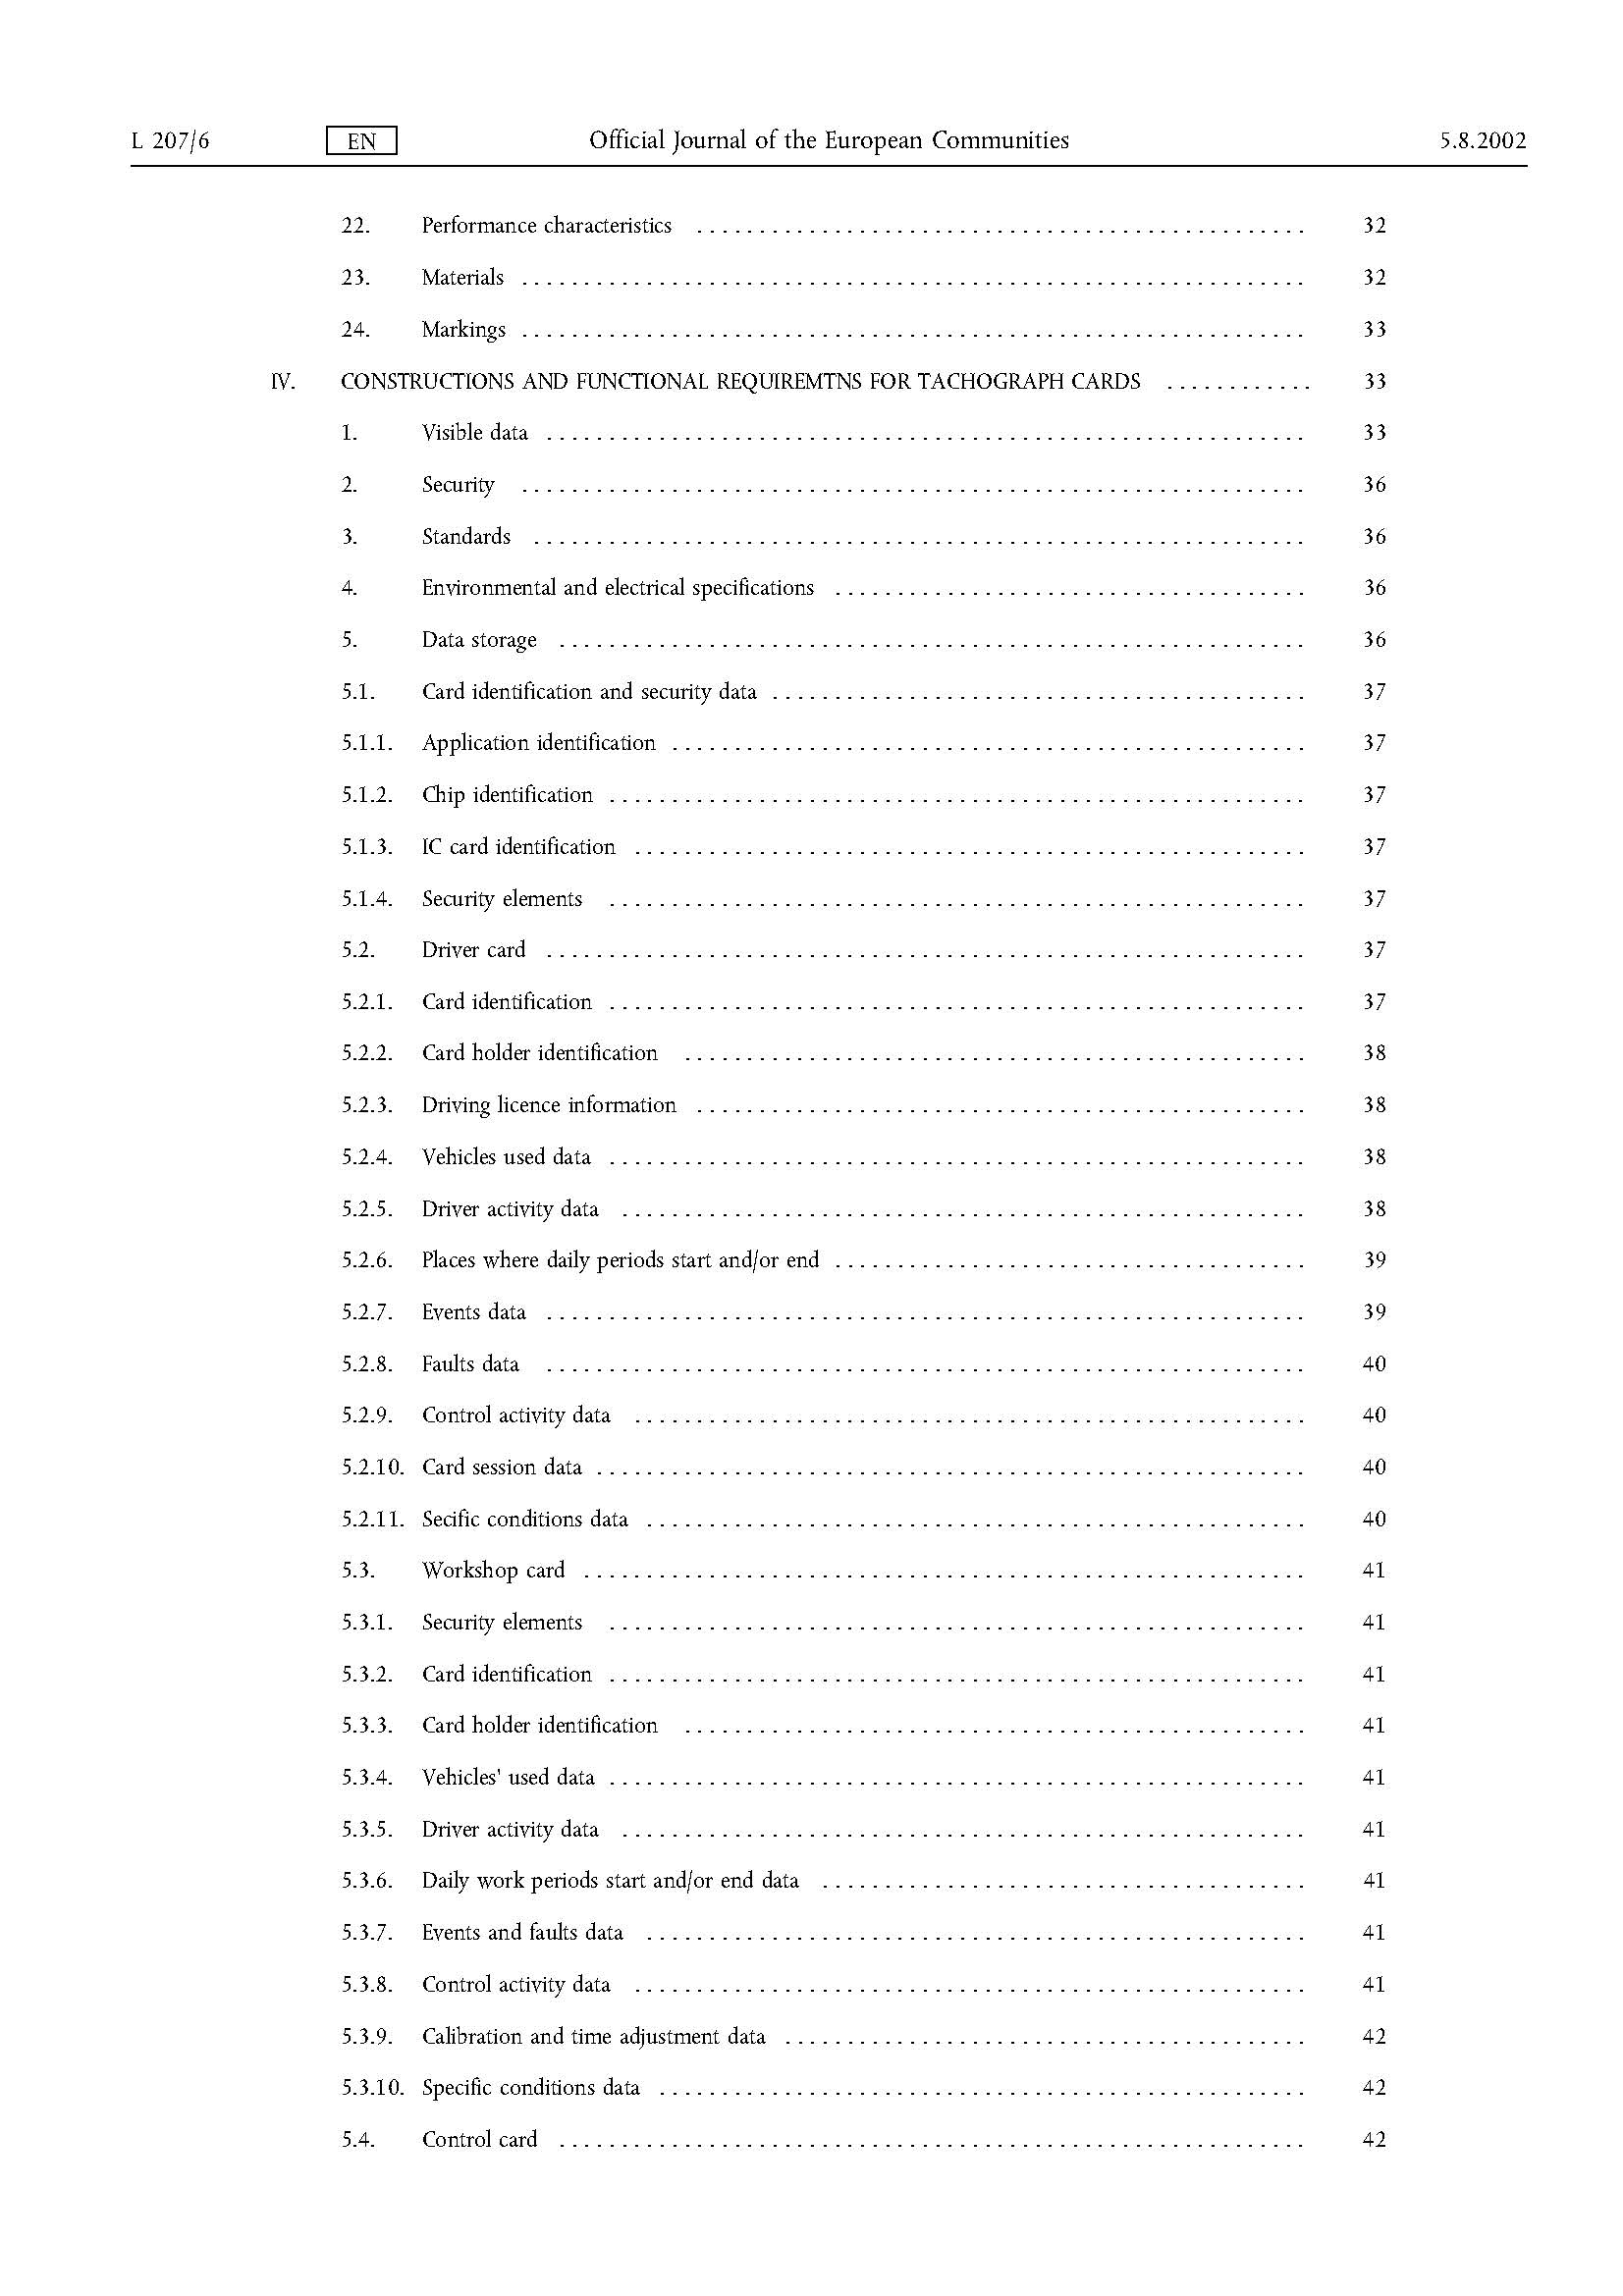 L 207/6 EN Official Journal of the European Communities 5.8.2002
22. Performance characteristics . . . . . . . . . . 32
23. Materials . . . . . . . . . . 32
24. Markings . . . . . . . . . . 33
IV. CONSTRUCTIONS AND FUNCTIONAL REQUIREMTNS FOR TACHOGRAPH CARDS . . . . . . . . . . 33
1. Visible data . . . . . . . . . . 33
2. Security . . . . . . . . . . 36
3. Standards . . . . . . . . . . 36
4. Environmental and electrical specifications . . . . . . . . . . 36
5. Data storage . . . . . . . . . . 36
5.1. Card identification and security data . . . . . . . . . . 37
5.1.1. Application identification . . . . . . . . . . 37
5.1.2. Chip identification . . . . . . . . . . 37
5.1.3. IC card identification . . . . . . . . . . 37
5.1.4. Security elements . . . . . . . . . . 37
5.2. Driver card . . . . . . . . . . 37
5.2.1. Card identification . . . . . . . . . . 37
5.2.2. Card holder identification . . . . . . . . . . 38
5.2.3. Driving licence information . . . . . . . . . . 38
5.2.4. Vehicles used data . . . . . . . . . . 38
5.2.5. Driver activity data . . . . . . . . . . 38
5.2.6. Places where daily periods start and/or end . . . . . . . . . . 39
5.2.7. Events data . . . . . . . . . . 39
5.2.8. Faults data . . . . . . . . . . 40
5.2.9. Control activity data . . . . . . . . . . 40
5.2.10. Card session data . . . . . . . . . . 40
5.2.11. Secific conditions data . . . . . . . . . . 40
5.3. Workshop card . . . . . . . . . . 41
5.3.1. Security elements . . . . . . . . . . 41
5.3.2. Card identification . . . . . . . . . . 41
5.3.3. Card holder identification . . . . . . . . . . 41
5.3.4. Vehicles' used data . . . . . . . . . . 41
5.3.5. Driver activity data . . . . . . . . . . 41
5.3.6. Daily work periods start and/or end data . . . . . . . . . . 41
5.3.7. Events and faults data . . . . . . . . . . 41
5.3.8. Control activity data . . . . . . . . . . 41
5.3.9. Calibration and time adjustment data . . . . . . . . . . 42
5.3.10. Specific conditions data . . . . . . . . . . 42
5.4. Control card . . . . . . . . . . 42